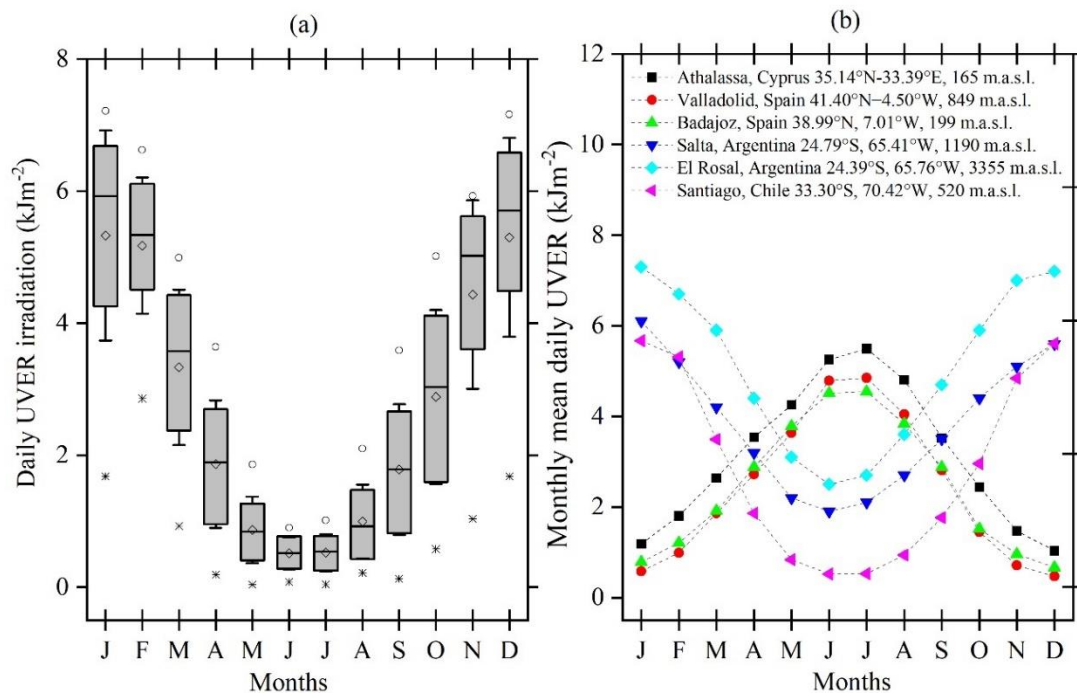 (a)
8
6
4
2
0
Daily UVER irradiation (kJm-2)
J F M A M J J A S O N D
Months
(b)
12
10
8
6
4
2
0
Monthly mean daily UVER (kJm-2)
Athalassa, Cyprus 35.14°N-33.39°E, 165 m.a.s.l.
Valladolid, Spain 41.40°N−4.50°W, 849 m.a.s.l.
Badajoz, Spain 38.99°N, 7.01°W, 199 m.a.s.l.
Salta, Argentina 24.79°S, 65.41°W, 1190 m.a.s.l.
El Rosal, Argentina 24.39°S, 65.76°W, 3355 m.a.s.l.
Santiago, Chile 33.30°S, 70.42°W, 520 m.a.s.l.
J F M A M J J A S O N D
Months